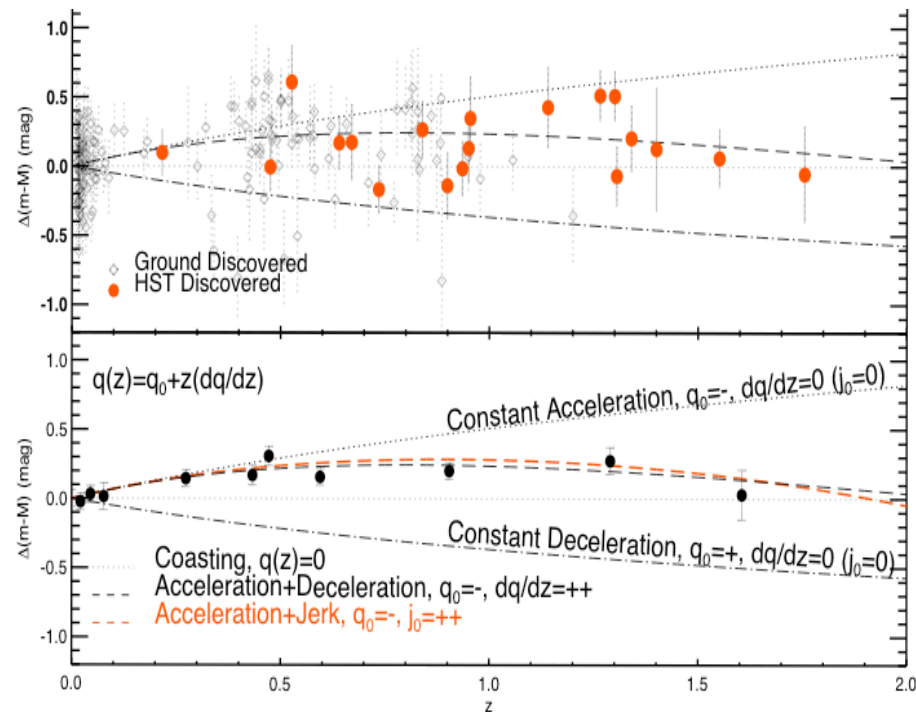 1.0
0.5
0.0
-0.5
-1.0
Δ(m-M) (mag)
Ground Discovered
HST Discovered
1.0
0.5
0.0
-0.5
-1.0
Δ(m-M) (mag)
q(z)=q₀+z(dq/dz)
Constant Acceleration, q₀=-, dq/dz=0 (j₀=0)
Constant Deceleration, q₀=+, dq/dz=0 (j₀=0)
Coasting, q(z)=0
Acceleration+Deceleration, q₀=-, dq/dz=++
Acceleration+Jerk, q₀=-, j₀=++
0.0 0.5 1.0 1.5 2.0
z